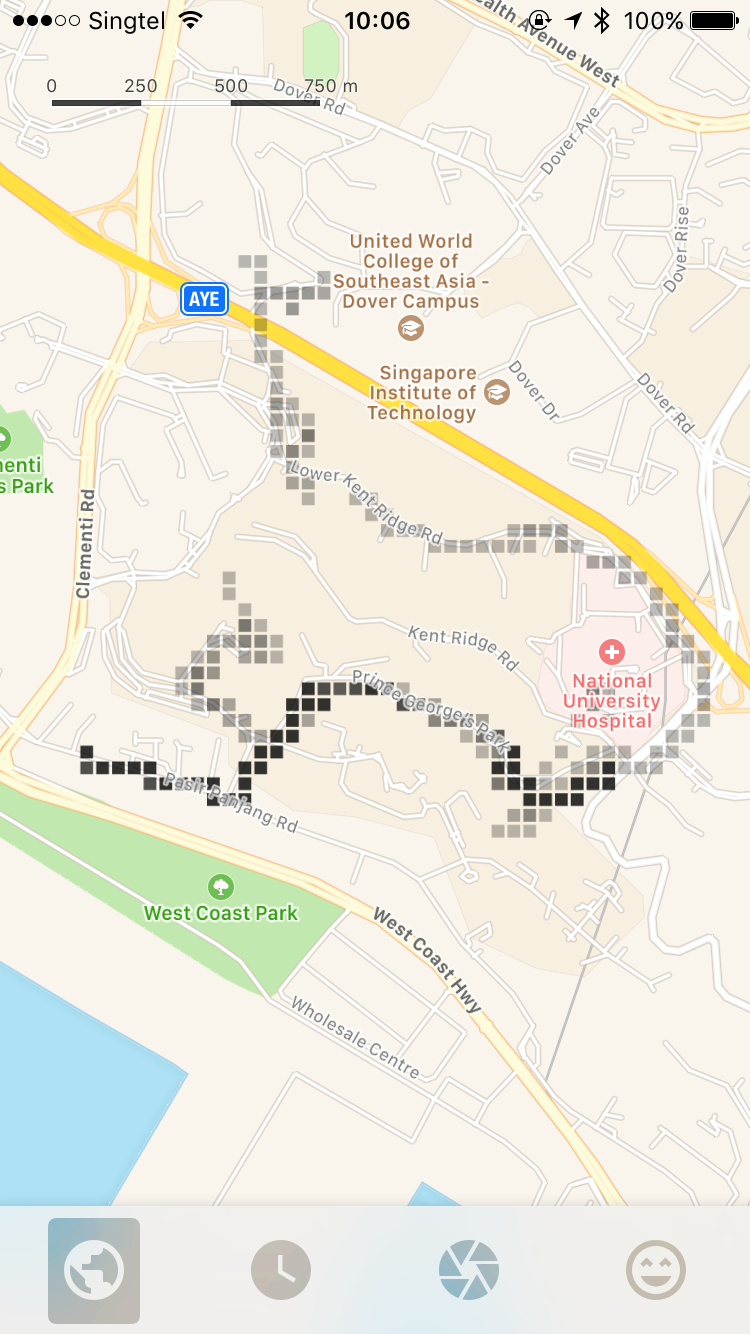 Singtel 10:06 100%
0 250 500 750 m
ealth Avenue West
Dover Rd
Dover Ave
Dover Rise
United World
College of
Southeast Asia -
Dover Campus
AYE
Singapore
Institute of
Technology
Dover Dr
Dover Rd
menti
s Park
Clementi Rd
Lower Kent Ridge Rd
Kent Ridge Rd
National
University
Hospital
Prince George's Park
Pasir Panjang Rd
West Coast Park
West Coast Hwy
Wholesale Centre